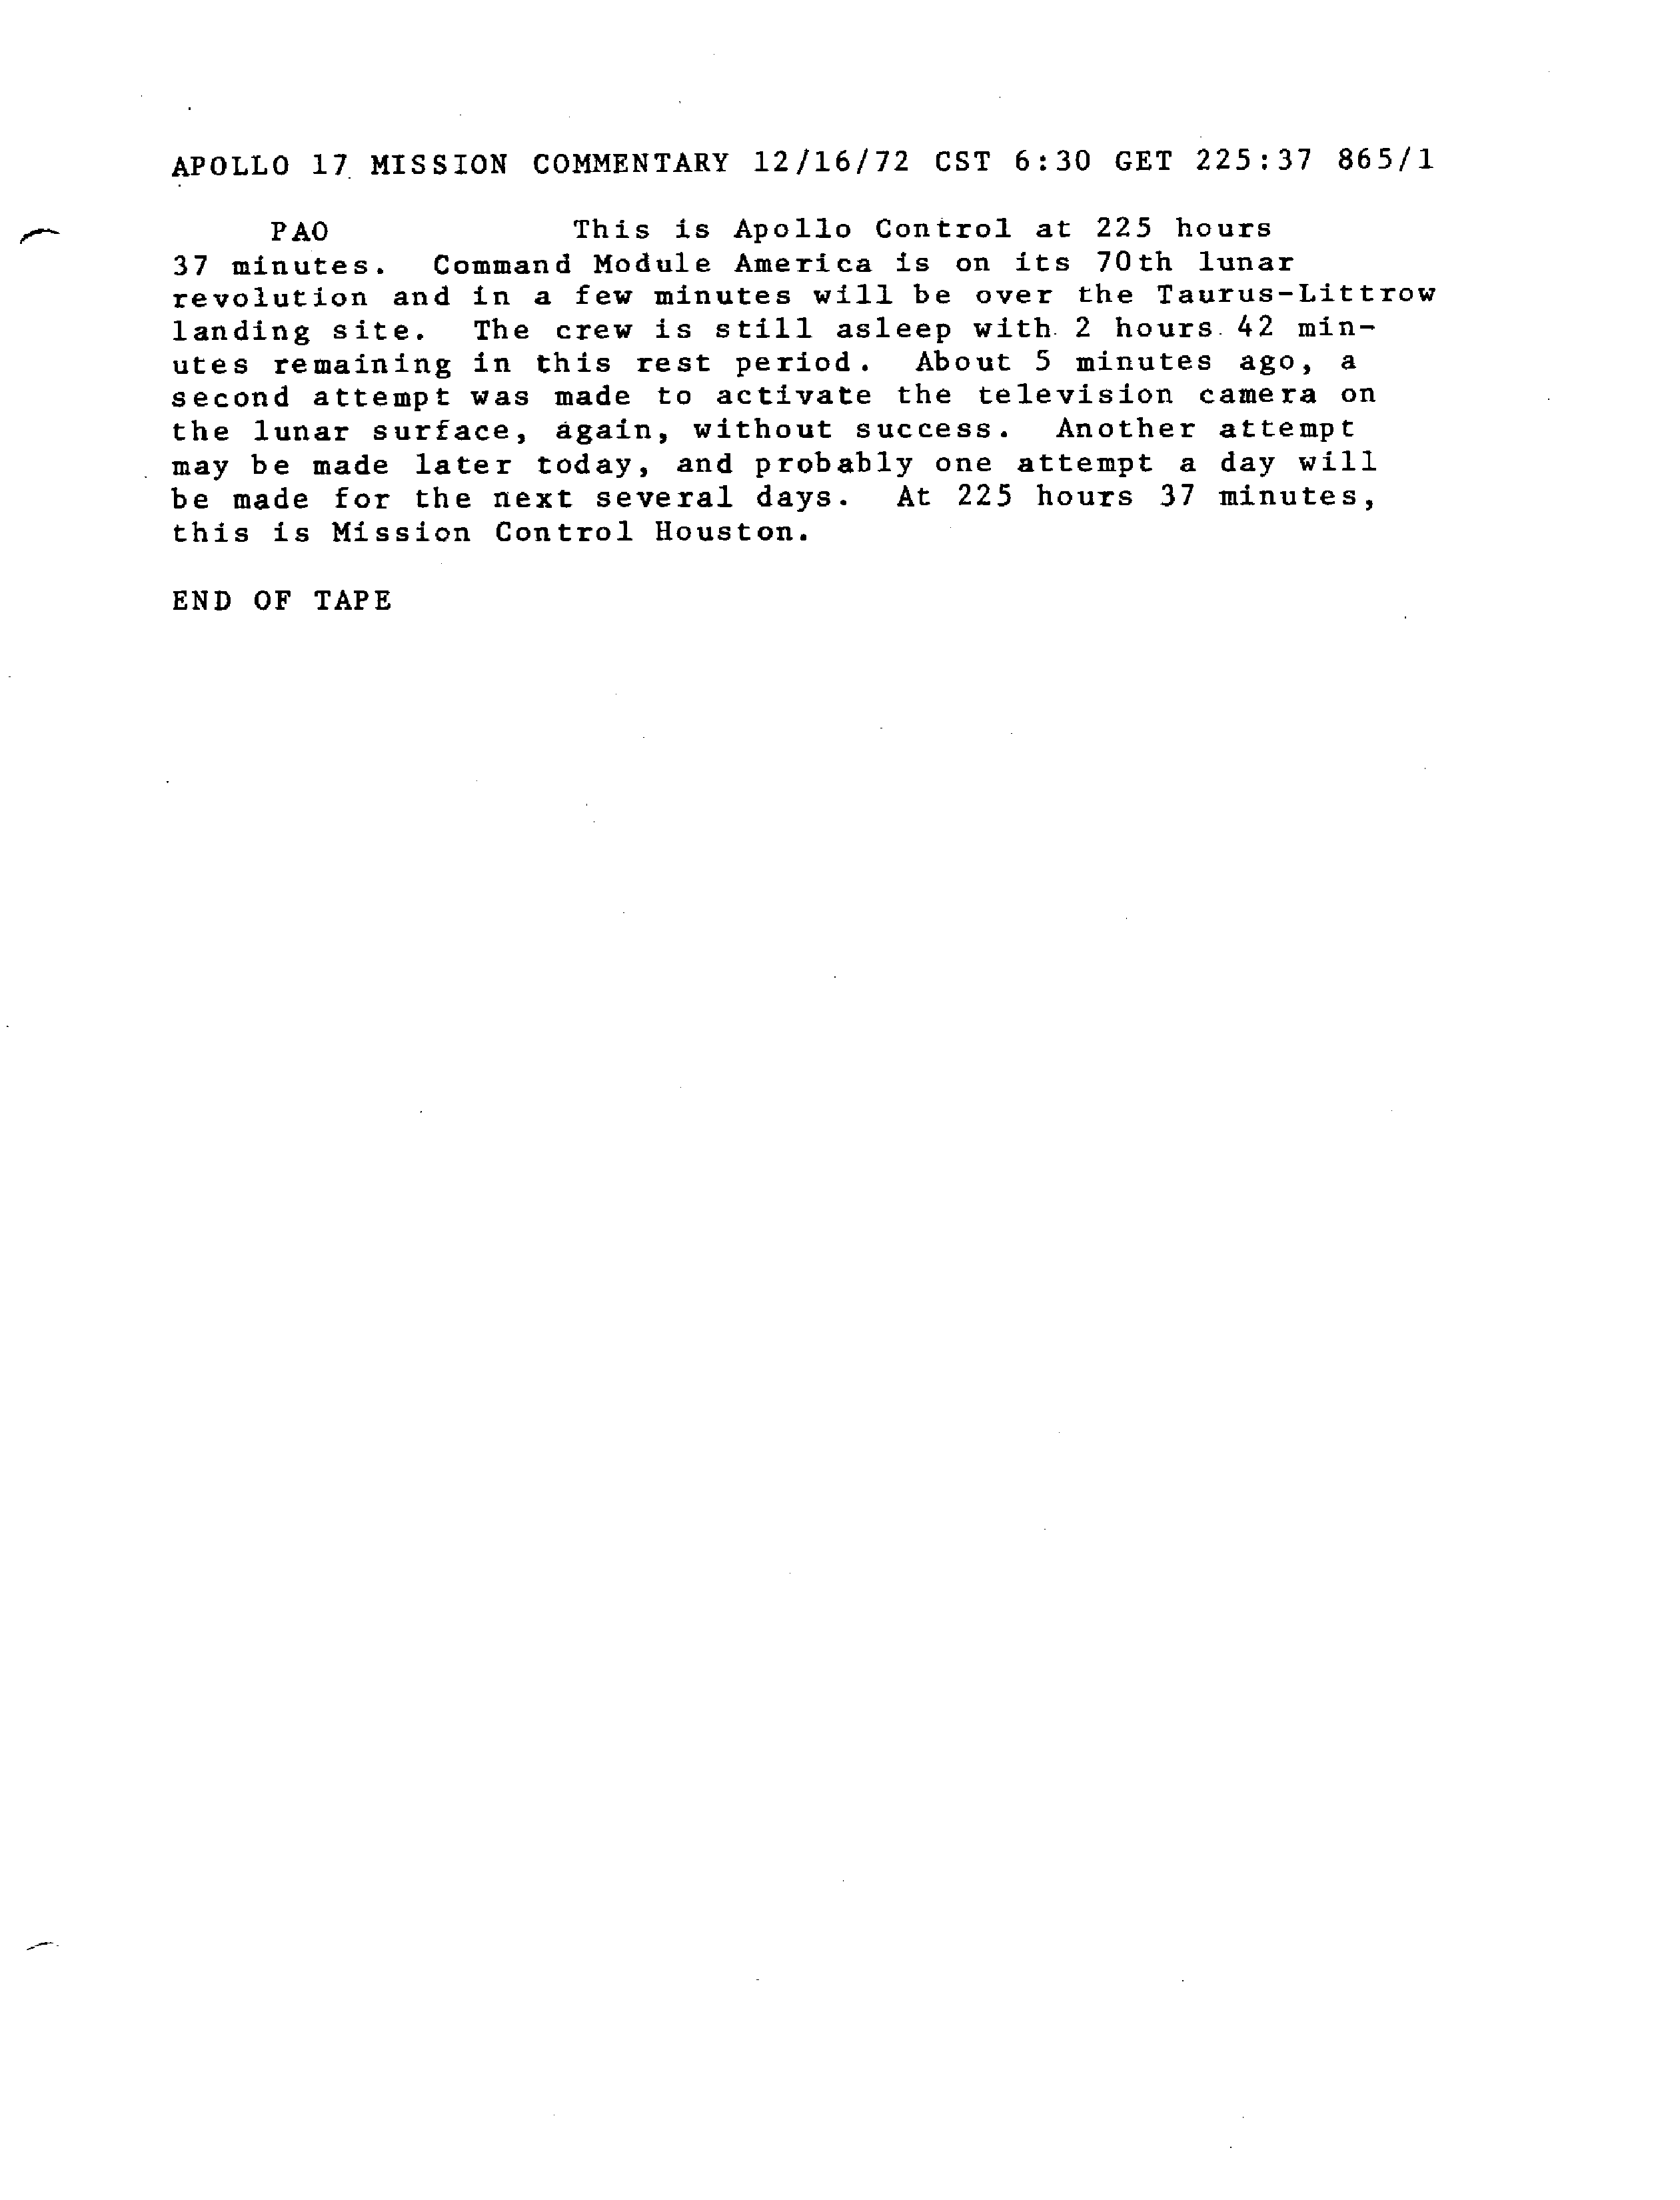 APOLLO 17 MISSION COMMENTARY 12/16/72 CST 6:30 GET 225:37 865/1
PAO This is Apollo Control at 225 hours
37 minutes. Command Module America is on its 70th lunar
revolution and in a few minutes will be over the Taurus-Littrow
landing site. The crew is still asleep with 2 hours 42 min-
utes remaining in this rest period. About 5 minutes ago, a
second attempt was made to activate the television camera on
the lunar surface, again, without success. Another attempt
may be made later today, and probably one attempt a day will
be made for the next several days. At 225 hours 37 minutes,
this is Mission Control Houston.
END OF TAPE